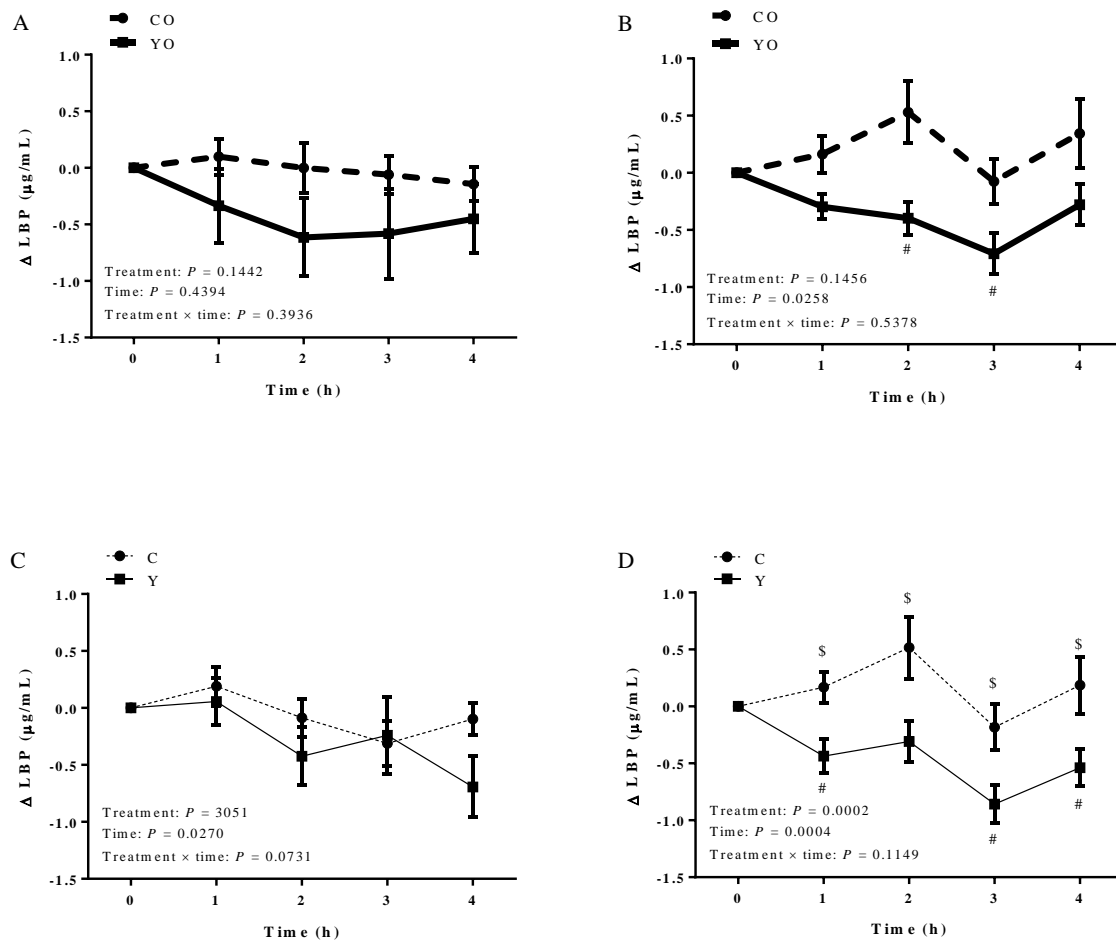 A
CO
YO
1.0
0.5
0.0
-0.5
-1.0
-1.5
Δ LBP (µg/mL)
Treatment: P = 0.1442
Time: P = 0.4394
Treatment × time: P = 0.3936
0 1 2 3 4
Time (h)
B
CO
YO
1.0
0.5
0.0
-0.5
-1.0
-1.5
Δ LBP (µg/mL)
#
#
Treatment: P = 0.1456
Time: P = 0.0258
Treatment × time: P = 0.5378
0 1 2 3 4
Time (h)
C
C
Y
1.0
0.5
0.0
-0.5
-1.0
-1.5
Δ LBP (µg/mL)
Treatment: P = 3051
Time: P = 0.0270
Treatment × time: P = 0.0731
0 1 2 3 4
Time (h)
D
C
Y
1.0
0.5
0.0
-0.5
-1.0
-1.5
Δ LBP (µg/mL)
$ $ $ $
# # #
Treatment: P = 0.0002
Time: P = 0.0004
Treatment × time: P = 0.1149
0 1 2 3 4
Time (h)